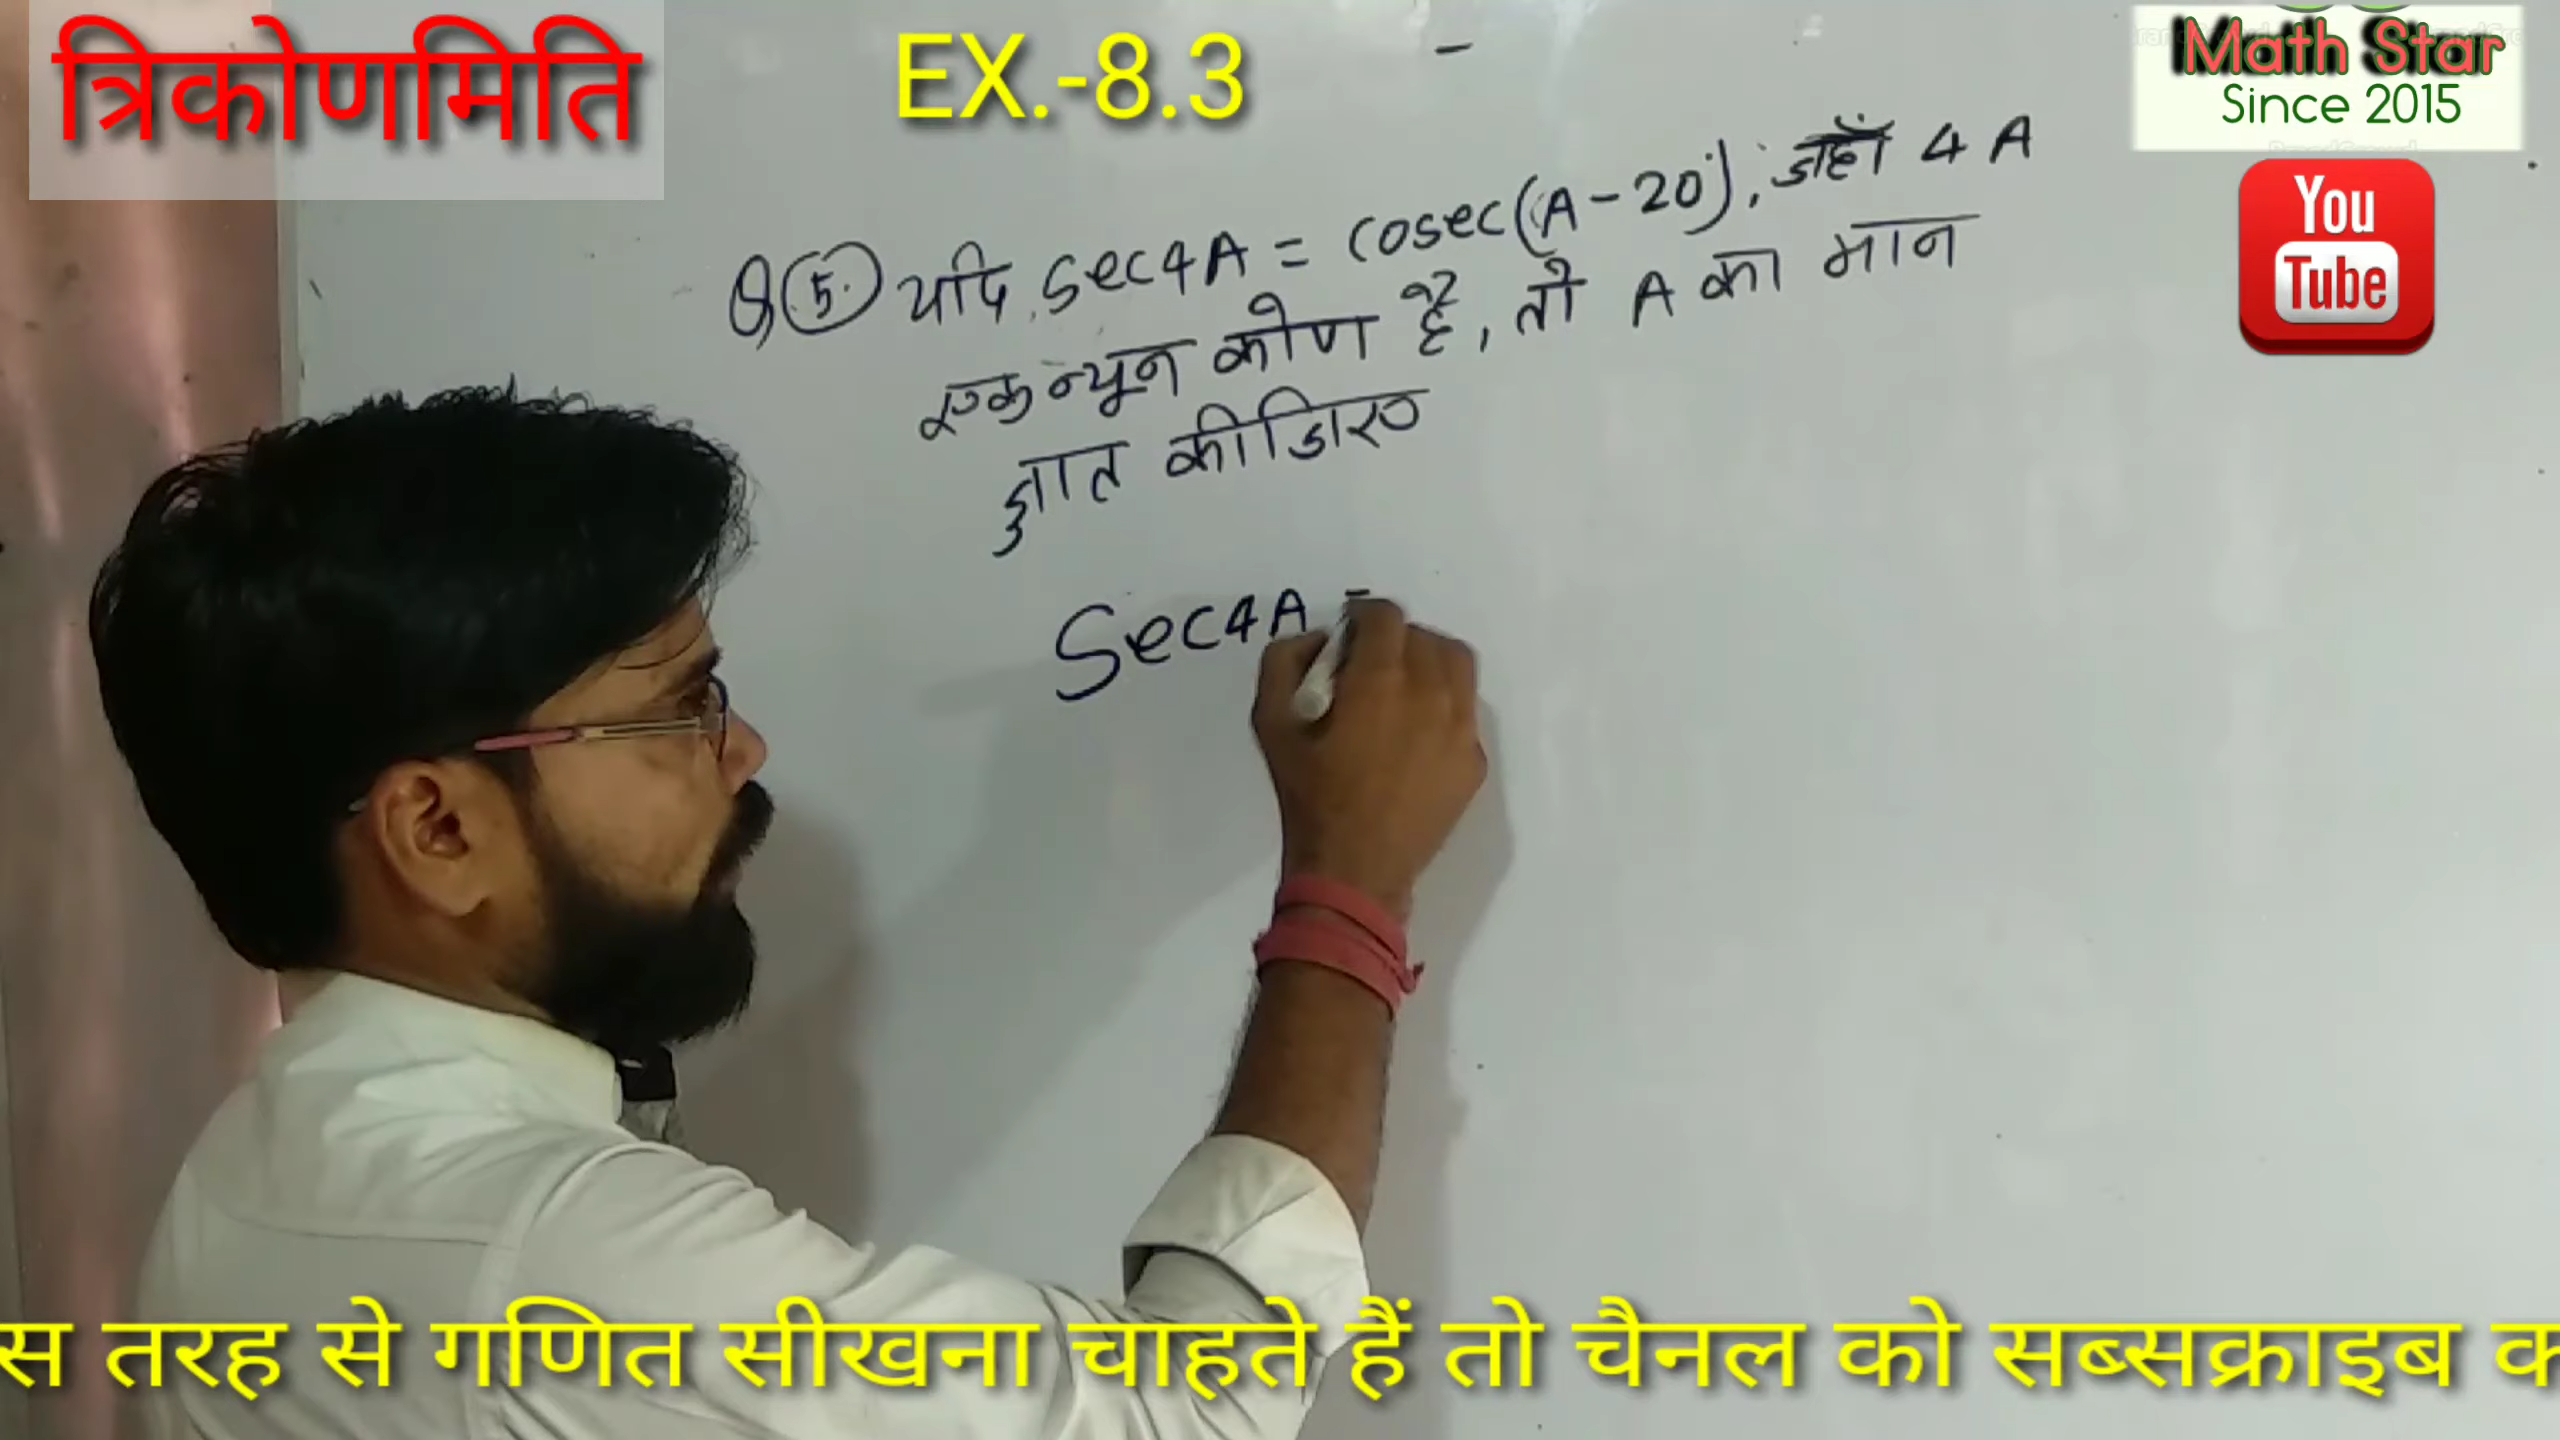 त्रिकोणमिति
EX.-8.3
Math Star
Since 2015
You
Tube
Q 5. यदि sec4A = cosec(A-20°), जहाँ 4A
एक न्यून कोण है, तो A का मान
ज्ञात कीजिए
Sec4A =
स तरह से गणित सीखना चाहते हैं तो चैनल को सब्सक्राइब क